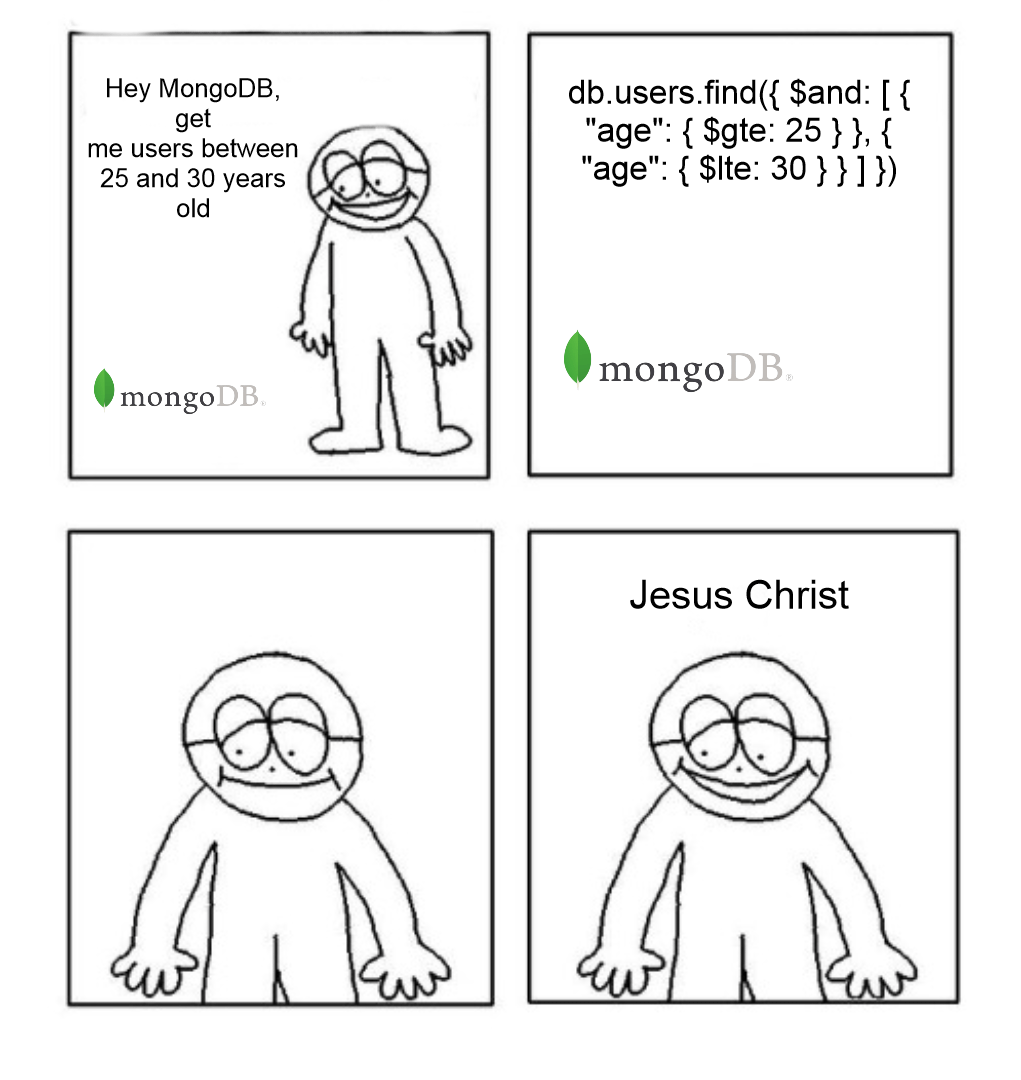 Hey MongoDB,
get
me users between
25 and 30 years
old
mongoDB®
db.users.find({ $and: [ {
"age": { $gte: 25 } }, {
"age": { $lte: 30 } } ] })
mongoDB®
Jesus Christ